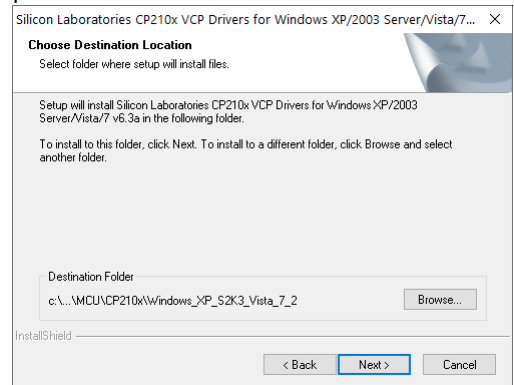 Silicon Laboratories CP210x VCP Drivers for Windows XP/2003 Server/Vista/7...
Choose Destination Location
Select folder where setup will install files.
Setup will install Silicon Laboratories CP210x VCP Drivers for Windows XP/2003
Server/Vista/7 v6.3a in the following folder.
To install to this folder, click Next. To install to a different folder, click Browse and select
another folder.
Destination Folder
c:\...\MCU\CP210x\Windows_XP_S2K3_Vista_7_2
Browse...
InstallShield
< Back
Next >
Cancel